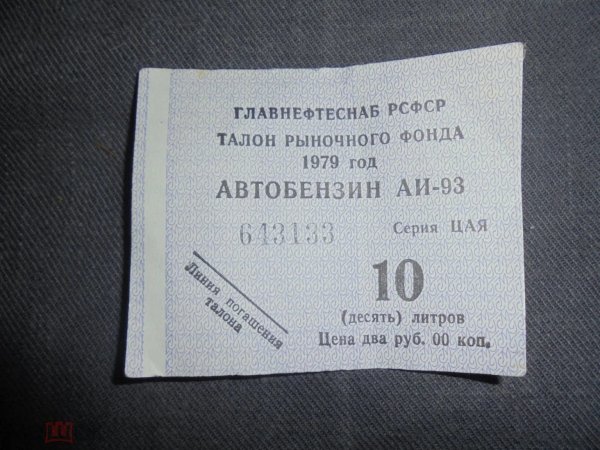 ГЛАВНЕФТЕСНАБ РСФСР
ТАЛОН РЫНОЧНОГО ФОНДА
1979 год
АВТОБЕНЗИН АИ-93
643133
Серия ЦАЯ
Линия погашения
талона
10
(десять) литров
Цена два руб. 00 коп.